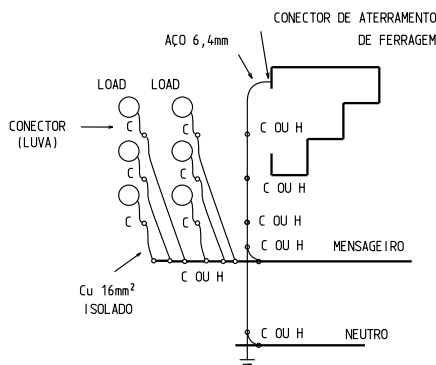 CONECTOR DE ATERRAMENTO
DE FERRAGEM
AÇO 6,4mm
LOAD LOAD
CONECTOR
(LUVA)
C C
C OU H
C C
C OU H
C C
C OU H
C OU H
MENSAGEIRO
C OU H
Cu 16mm²
ISOLADO
C OU H
NEUTRO